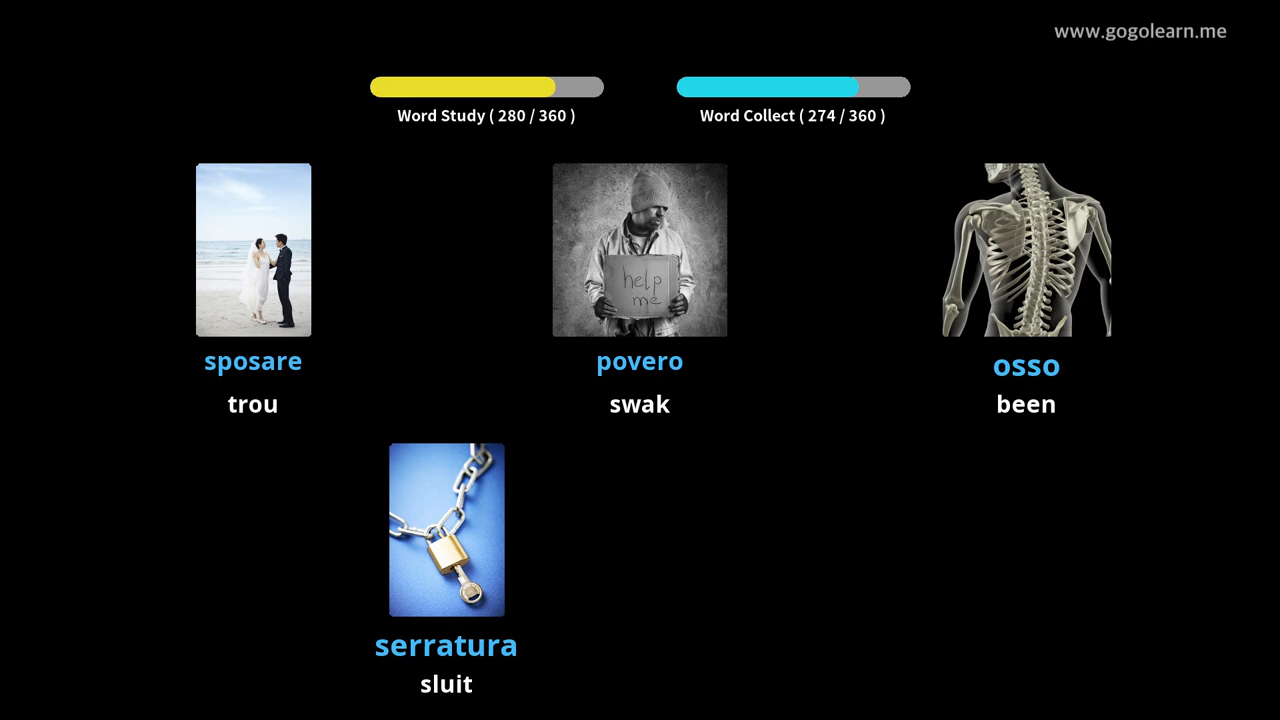 www.gogolearn.me
Word Study ( 280 / 360 )
Word Collect ( 274 / 360 )
help
me
sposare
povero
osso
trou
swak
been
serratura
sluit